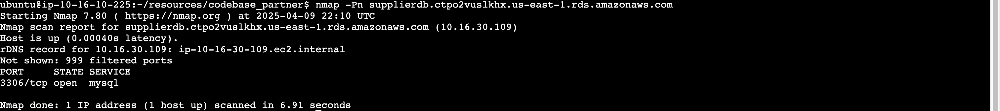 ubuntu@ip-10-16-10-225:~/resources/codebase_partner$ nmap -Pn supplierdb.ctpo2vuslkhx.us-east-1.rds.amazonaws.com
Starting Nmap 7.80 ( https://nmap.org ) at 2025-04-09 22:10 UTC
Nmap scan report for supplierdb.ctpo2vuslkhx.us-east-1.rds.amazonaws.com (10.16.30.109)
Host is up (0.00040s latency).
rDNS record for 10.16.30.109: ip-10-16-30-109.ec2.internal
Not shown: 999 filtered ports
PORT     STATE SERVICE
3306/tcp open  mysql
Nmap done: 1 IP address (1 host up) scanned in 6.91 seconds